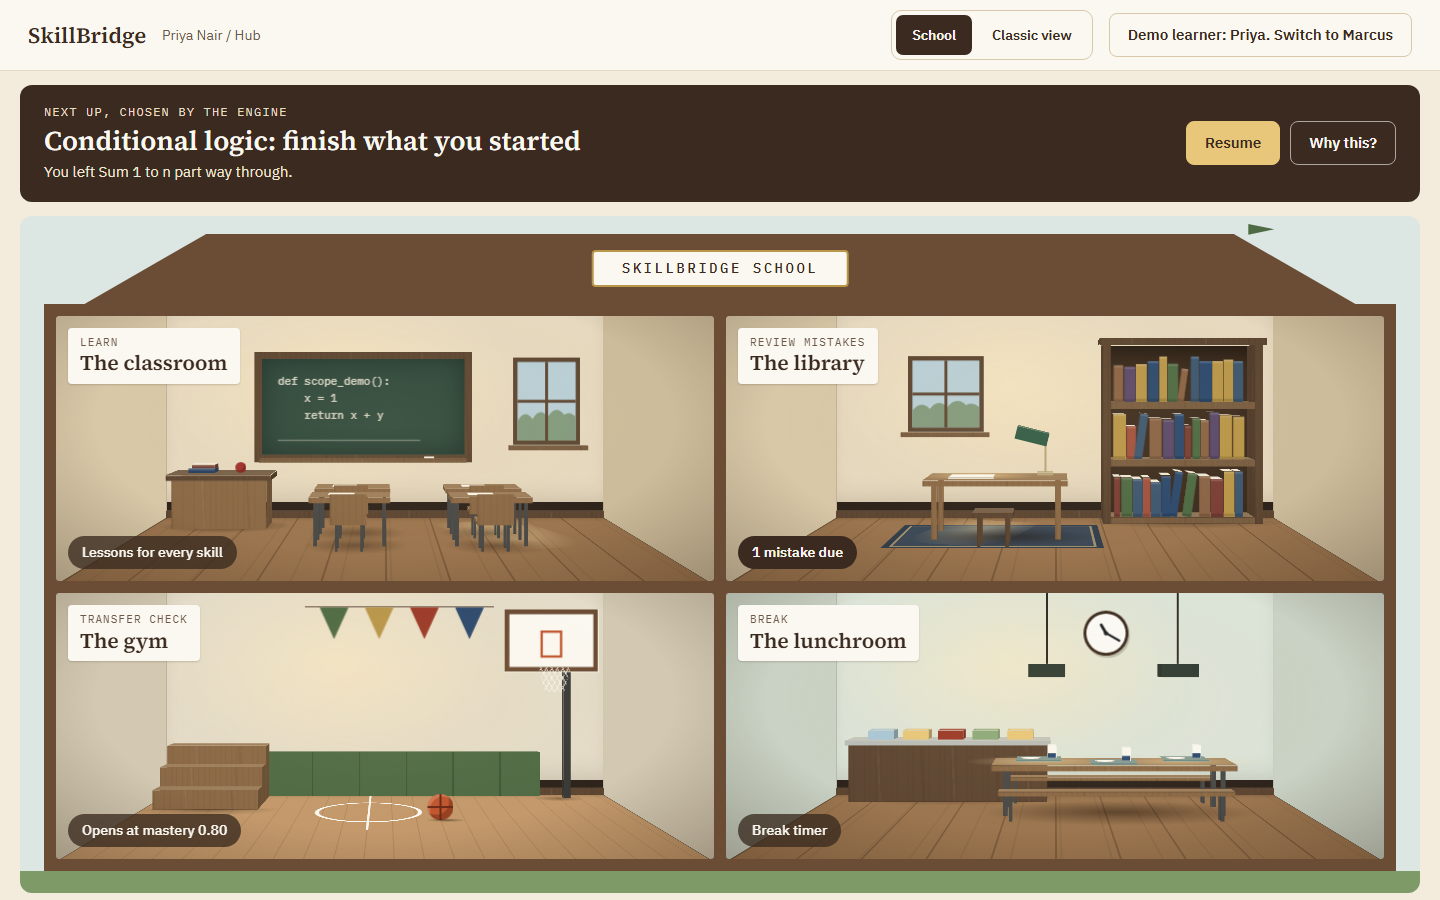 SkillBridge
Priya Nair / Hub
School
Classic view
Demo learner: Priya. Switch to Marcus
NEXT UP, CHOSEN BY THE ENGINE
Conditional logic: finish what you started
You left Sum 1 to n part way through.
Resume
Why this?
SKILLBRIDGE SCHOOL
LEARN
The classroom
def scope_demo():
    x = 1
    return x + y
Lessons for every skill
REVIEW MISTAKES
The library
1 mistake due
TRANSFER CHECK
The gym
Opens at mastery 0.80
BREAK
The lunchroom
Break timer